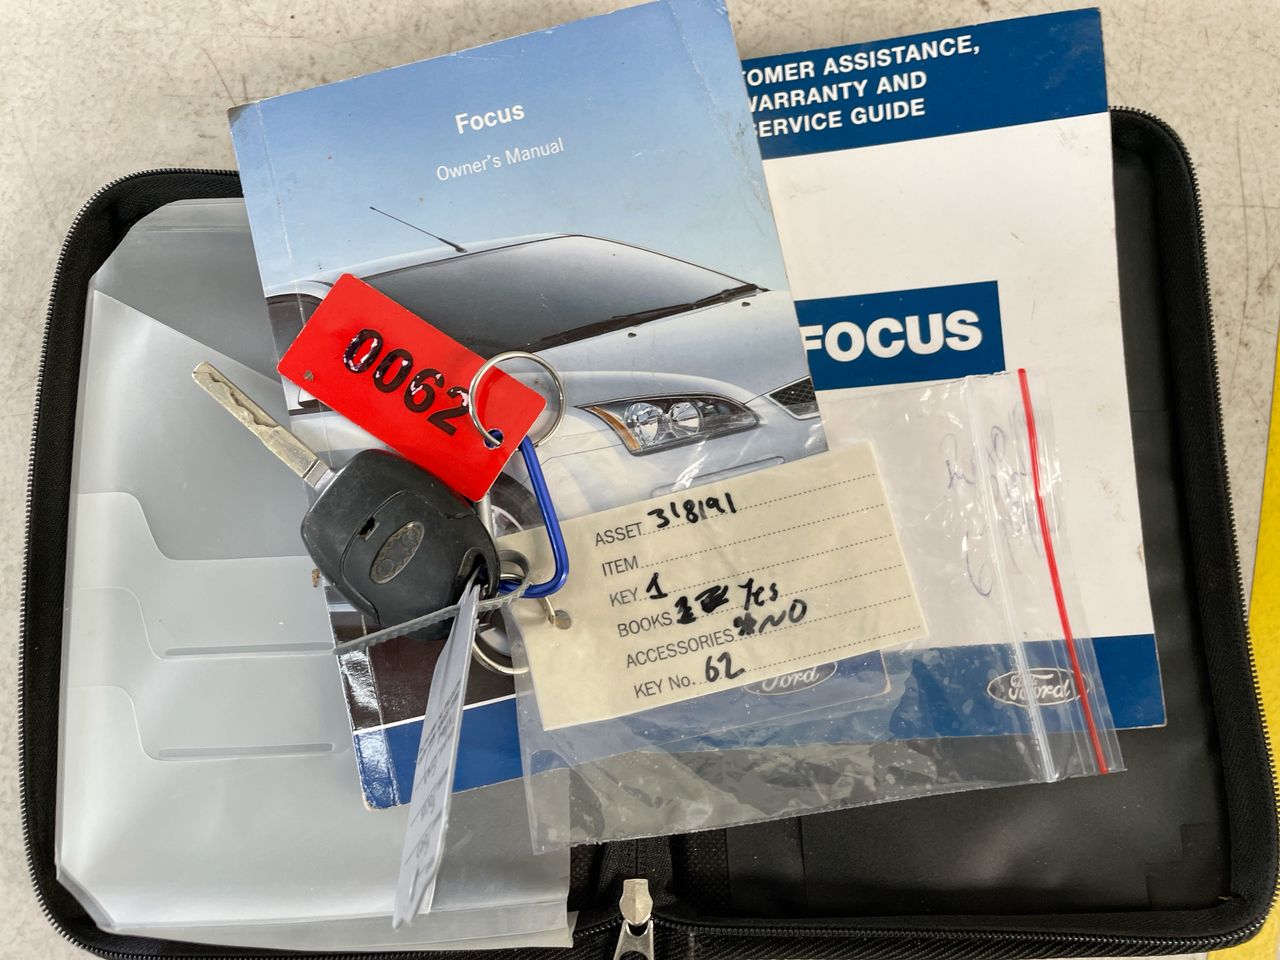 Focus
Owner's Manual
TOMER ASSISTANCE,
WARRANTY AND
SERVICE GUIDE
FOCUS
0062
ASSET 318191
ITEM
KEY 1
BOOKS Yes
ACCESSORIES NO
KEY No. 62
Ford
Ford